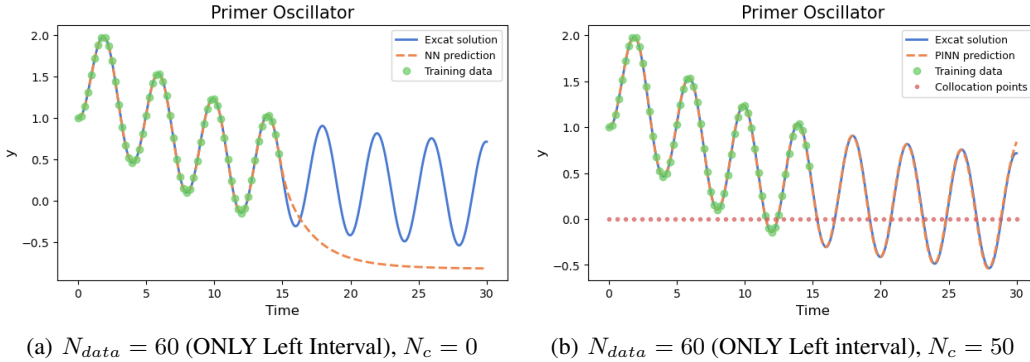 Primer Oscillator
2.0
1.5
1.0
0.5
0.0
−0.5
y
0 5 10 15 20 25 30
Time
Excat solution
NN prediction
Training data
(a) N_data = 60 (ONLY Left Interval), N_c = 0
Primer Oscillator
2.0
1.5
1.0
0.5
0.0
−0.5
y
0 5 10 15 20 25 30
Time
Excat solution
PINN prediction
Training data
Collocation points
(b) N_data = 60 (ONLY Left interval), N_c = 50